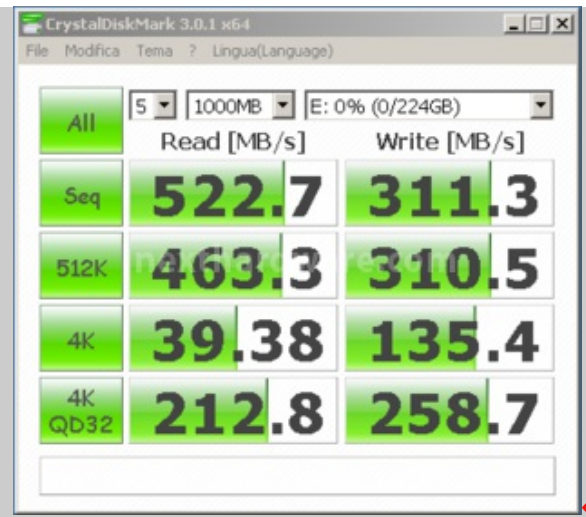 CrystalDiskMark 3.0.1 x64
File Modifica Tema ? Lingua(Language)
All 5 1000MB E: 0% (0/224GB)
Read [MB/s] Write [MB/s]
Seq 522.7 311.3
512K 463.3 310.5
4K 39.38 135.4
4K QD32 212.8 258.7